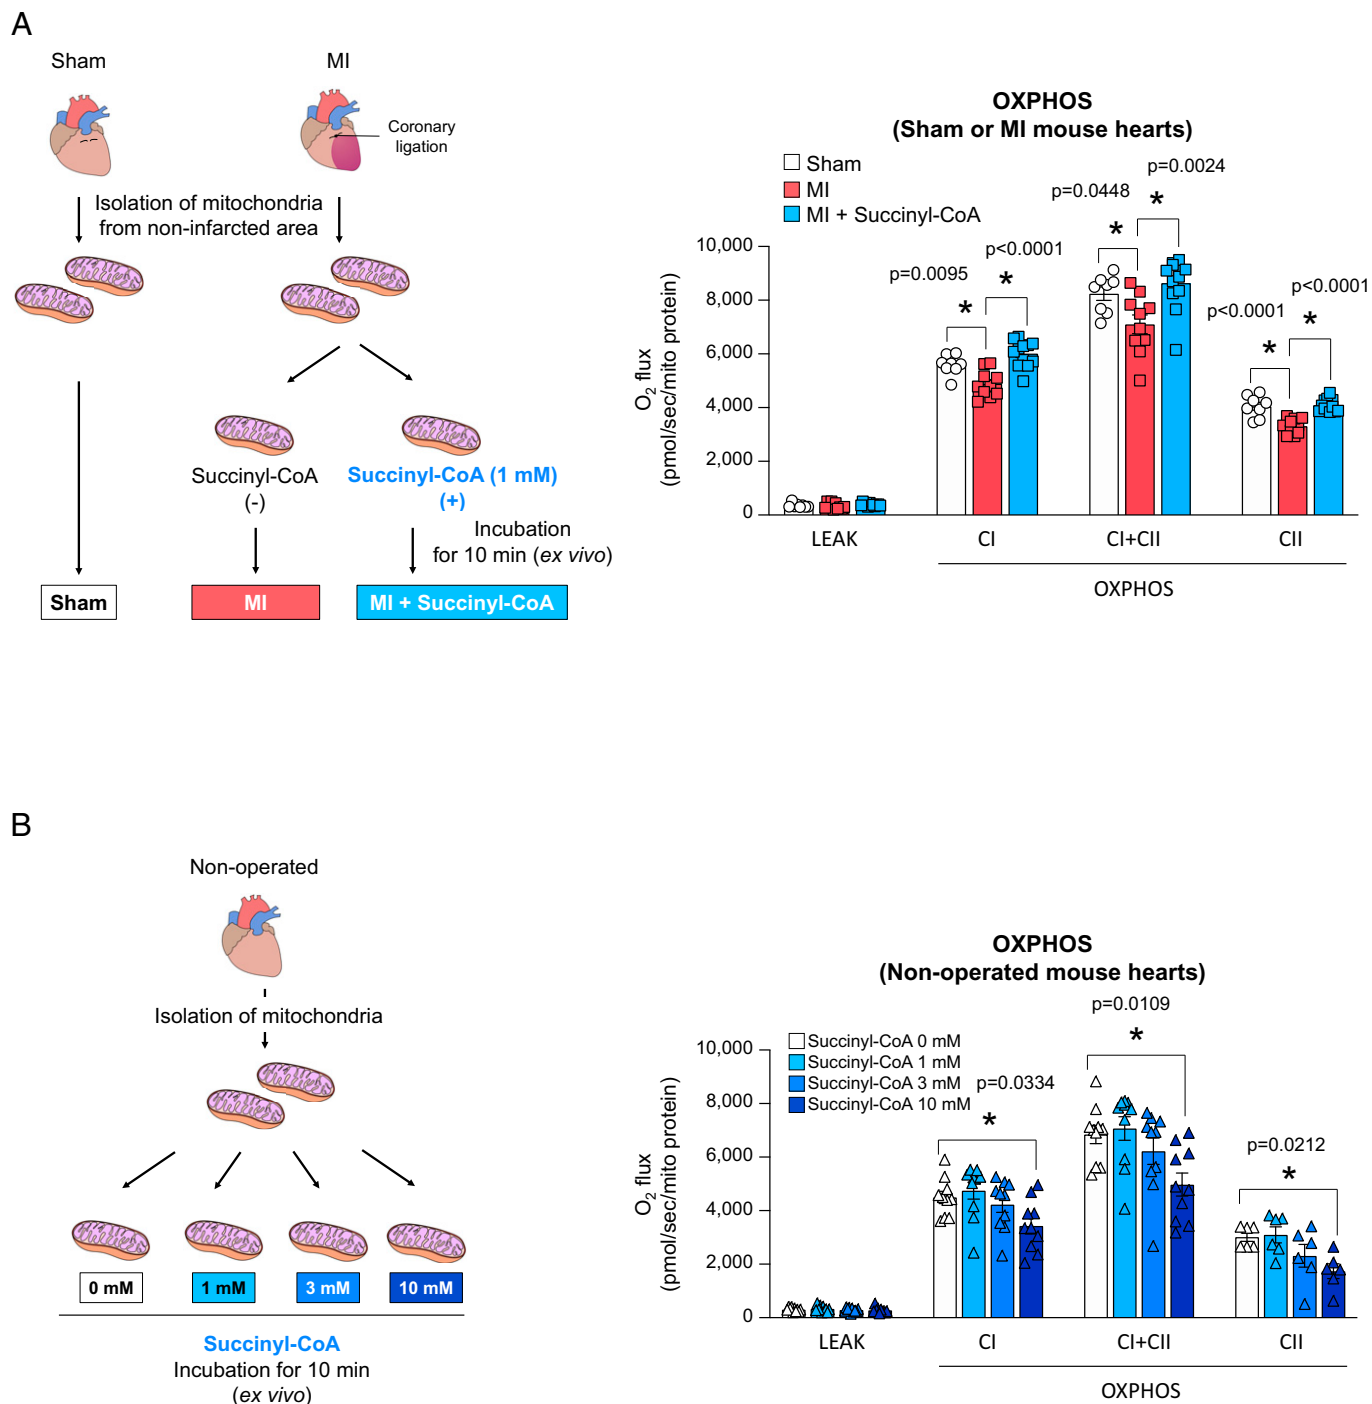 A
Sham
MI
Coronary
ligation
Isolation of mitochondria
from non-infarcted area
Succinyl-CoA
(-)
Succinyl-CoA (1 mM)
(+)
Incubation
for 10 min (ex vivo)
Sham
MI
MI + Succinyl-CoA
OXPHOS
(Sham or MI mouse hearts)
Sham
MI
MI + Succinyl-CoA
p=0.0024
p=0.0448
p<0.0001
p=0.0095
p<0.0001
p<0.0001
*
*
*
*
*
*
O2 flux
(pmol/sec/mito protein)
10,000
8,000
6,000
4,000
2,000
0
LEAK
CI
CI+CII
CII
OXPHOS
B
Non-operated
Isolation of mitochondria
0 mM
1 mM
3 mM
10 mM
Succinyl-CoA
Incubation for 10 min
(ex vivo)
OXPHOS
(Non-operated mouse hearts)
Succinyl-CoA 0 mM
Succinyl-CoA 1 mM
Succinyl-CoA 3 mM
Succinyl-CoA 10 mM
p=0.0109
p=0.0334
p=0.0212
*
*
*
O2 flux
(pmol/sec/mito protein)
10,000
8,000
6,000
4,000
2,000
0
LEAK
CI
CI+CII
CII
OXPHOS